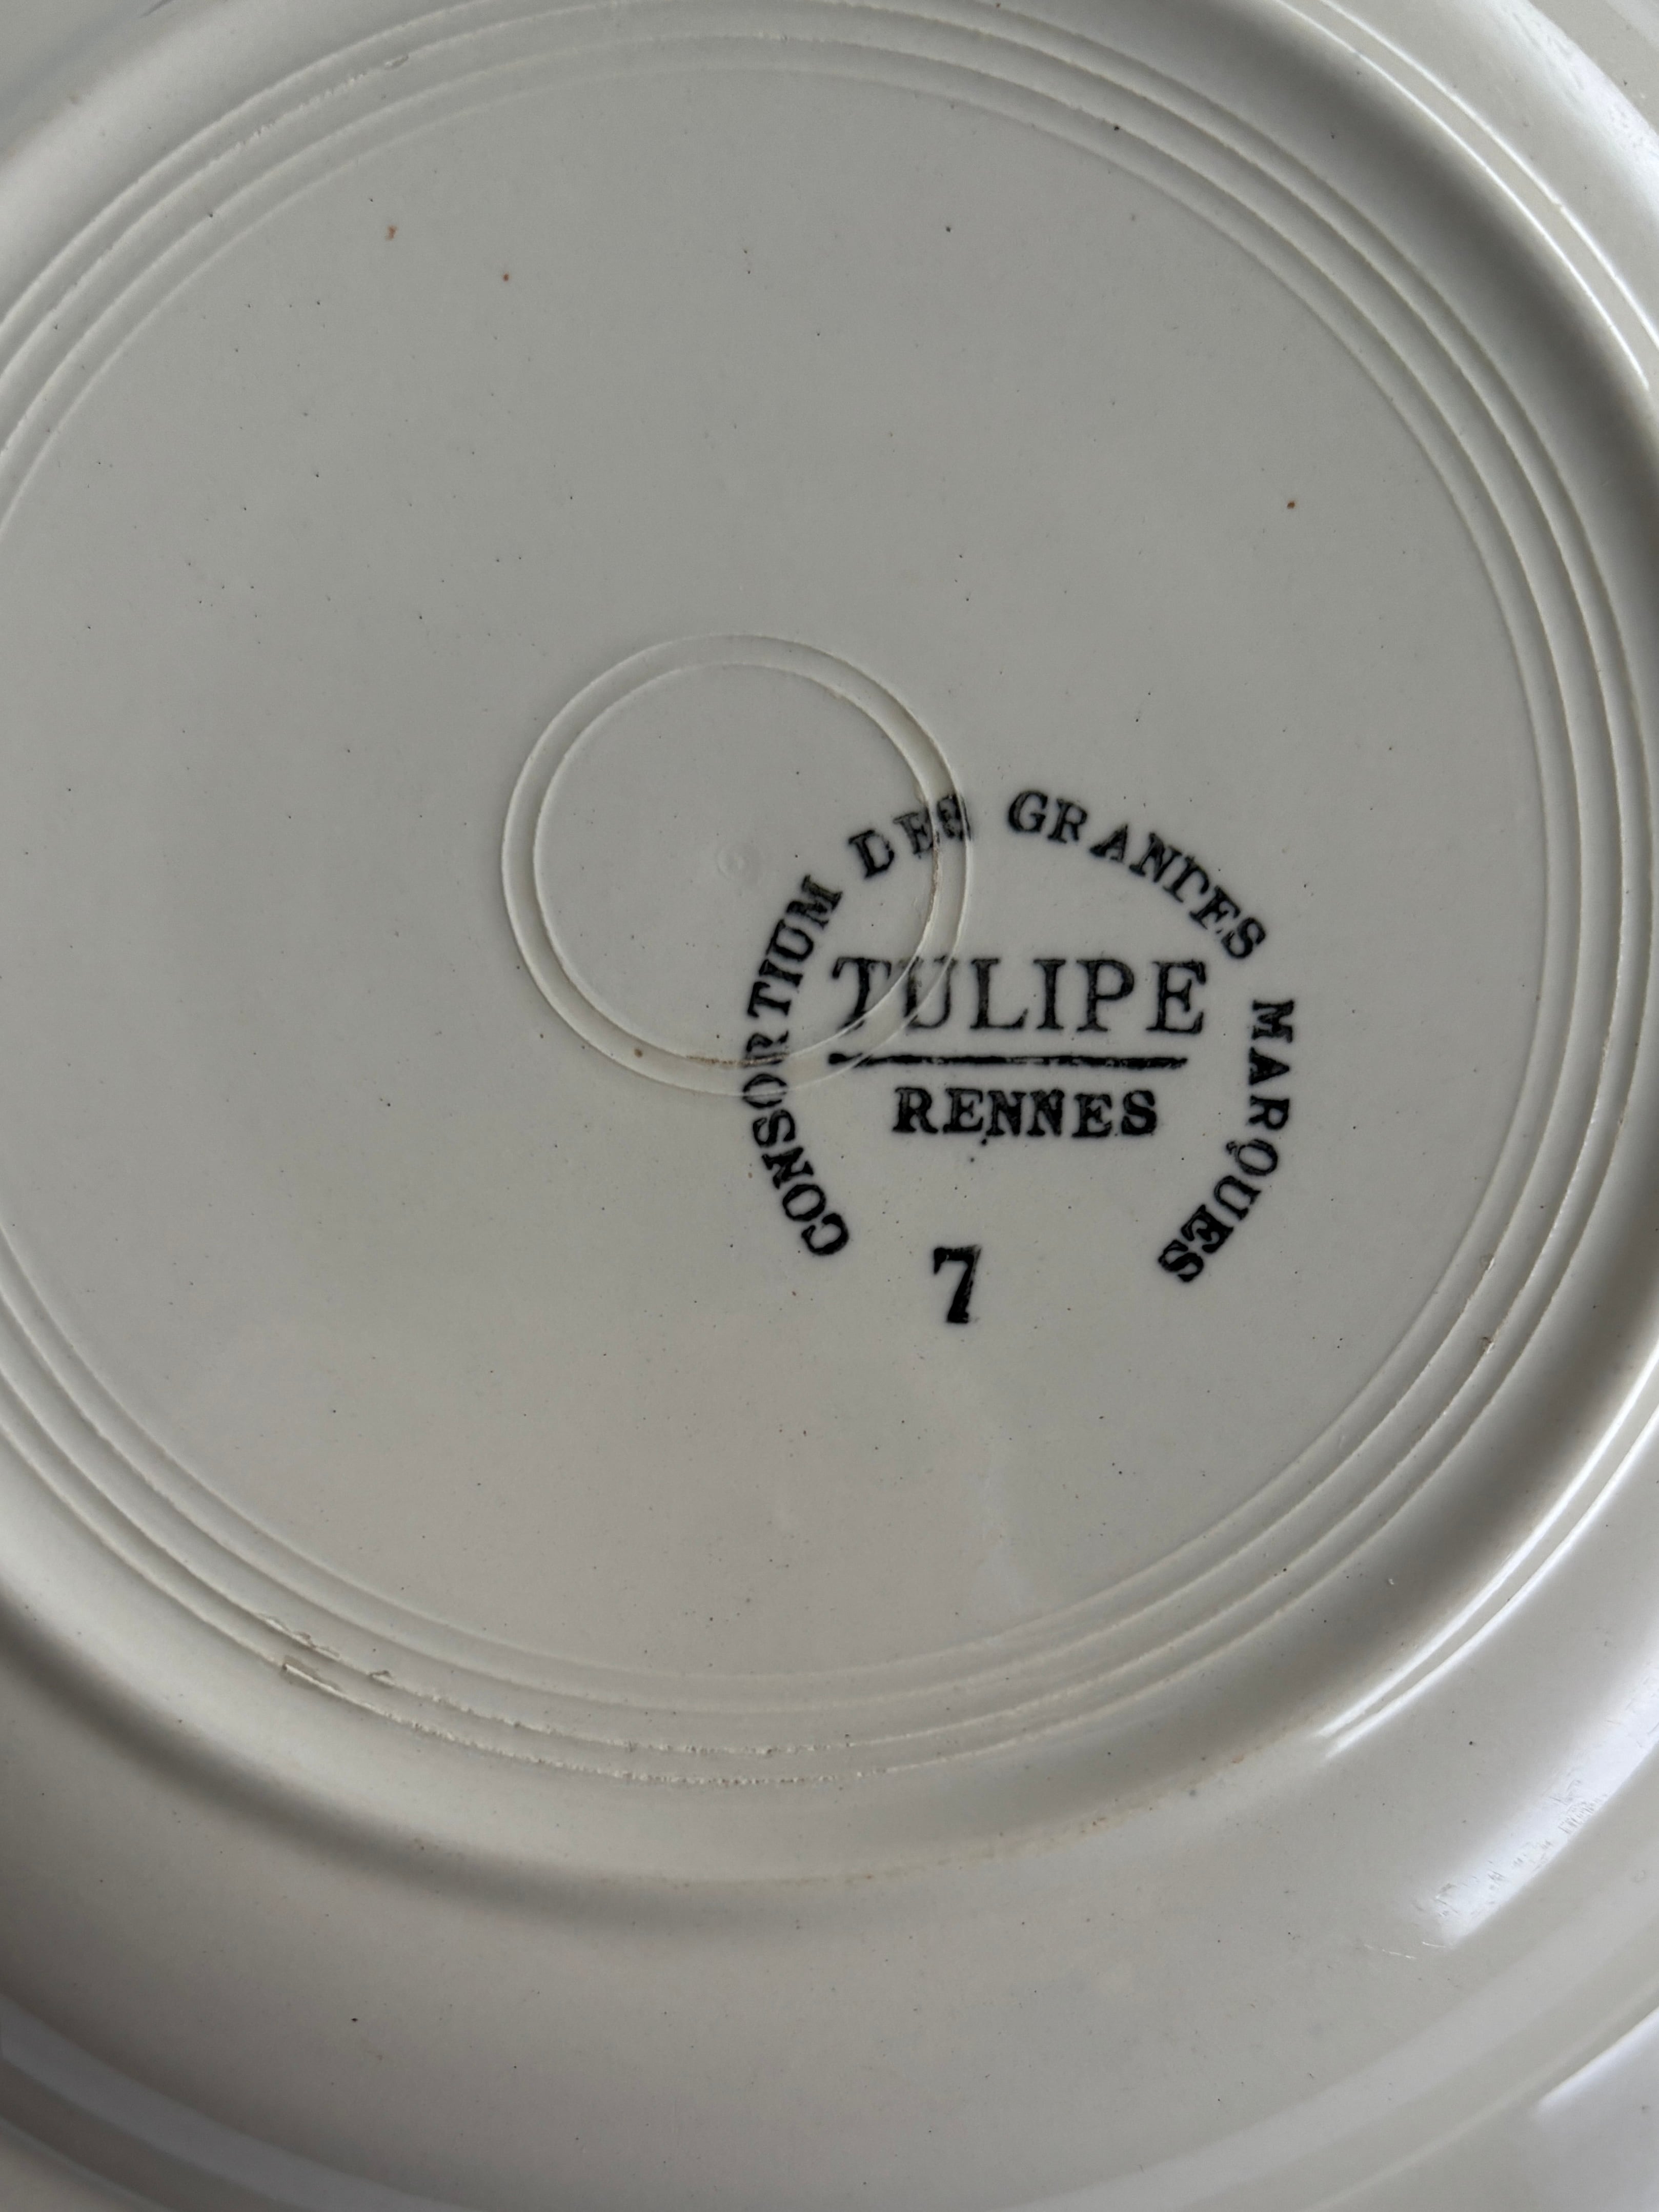 CONSORTIUM DES GRANDES MARQUES
TULIPE
RENNES
7